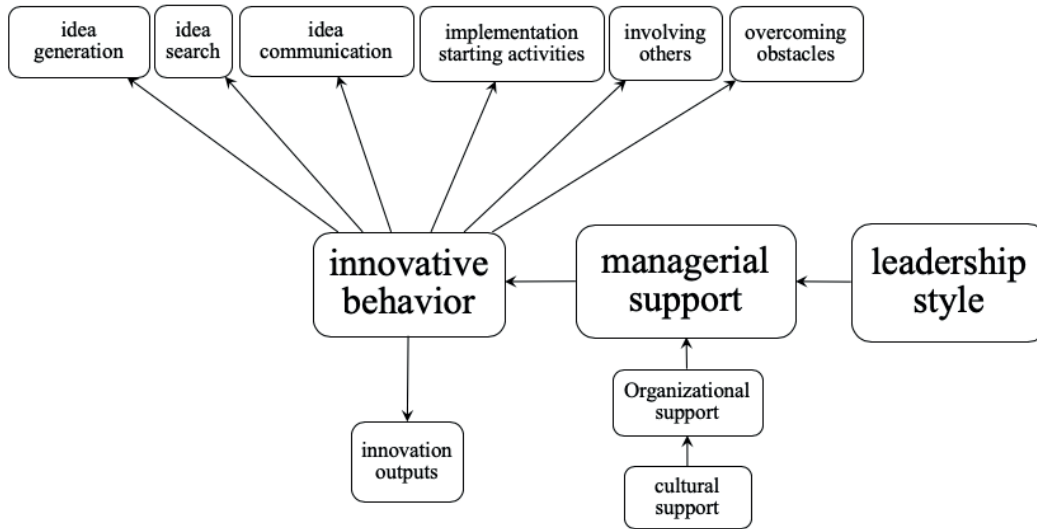 idea
generation
idea
search
idea
communication
implementation
starting activities
involving
others
overcoming
obstacles
innovative
behavior
managerial
support
leadership
style
Organizational
support
innovation
outputs
cultural
support